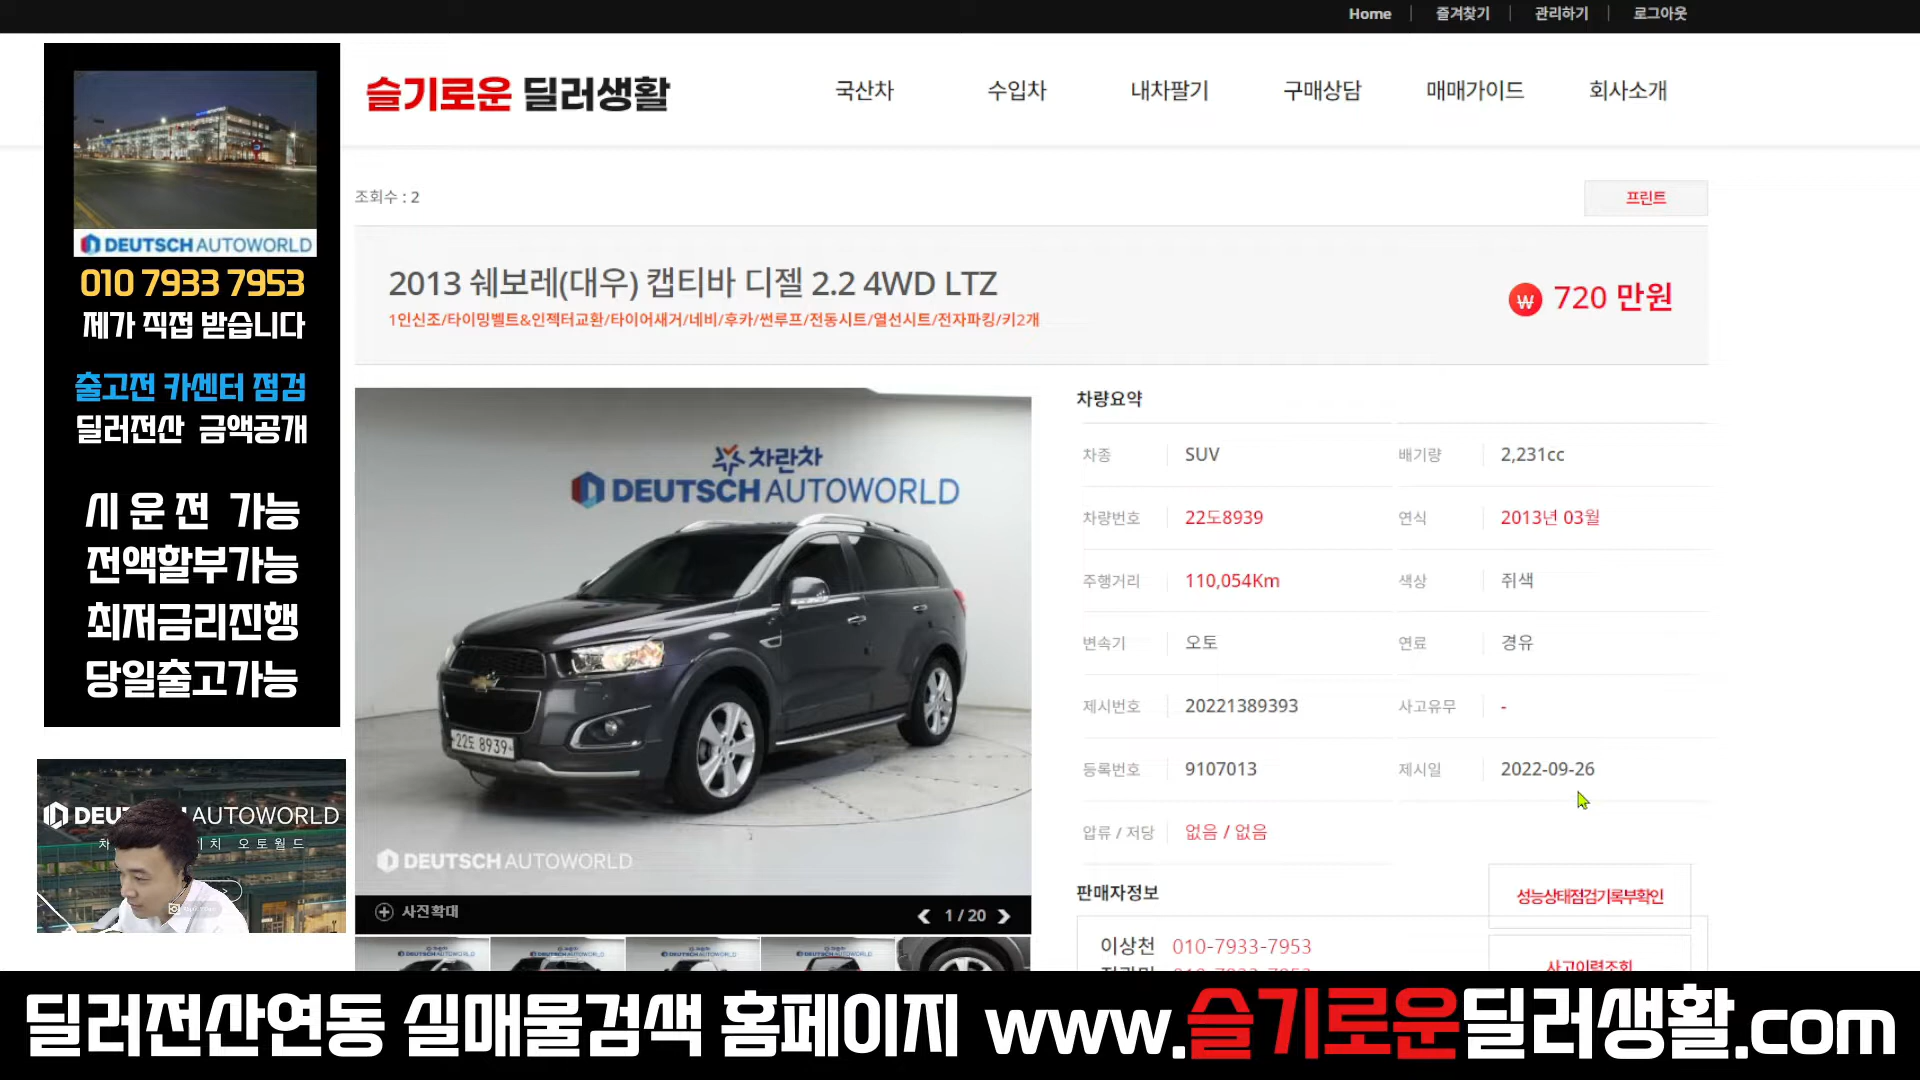 Home
즐겨찾기
관리하기
로그아웃
슬기로운 딜러생활
국산차
수입차
내차팔기
구매상담
매매가이드
회사소개
DEUTSCH AUTOWORLD
010 7933 7953
제가 직접 받습니다
출고전 카센터 점검
딜러전산 금액공개
시 운 전 가능
전액할부가능
최저금리진행
당일출고가능
조회수 : 2
프린트
2013 쉐보레(대우) 캡티바 디젤 2.2 4WD LTZ
1인신조/타이밍벨트&인젝터교환/타이어새거/네비/후카/썬루프/전동시트/열선시트/전자파킹/키2개
720 만원
차란차
DEUTSCH AUTOWORLD
22도 8939
DEUTSCH AUTOWORLD
사진확대
1 / 20
차량요약
차종 SUV
배기량 2,231cc
차량번호 22도8939
연식 2013년 03월
주행거리 110,054Km
색상 쥐색
변속기 오토
연료 경유
제시번호 20221389393
사고유무 -
등록번호 9107013
제시일 2022-09-26
압류 / 저당 없음 / 없음
판매자정보
성능상태점검기록부확인
이상천 010-7933-7953
사고이력조회
AUTOWORLD
오 토 월 드
딜러전산연동 실매물검색 홈페이지 www.슬기로운딜러생활.com